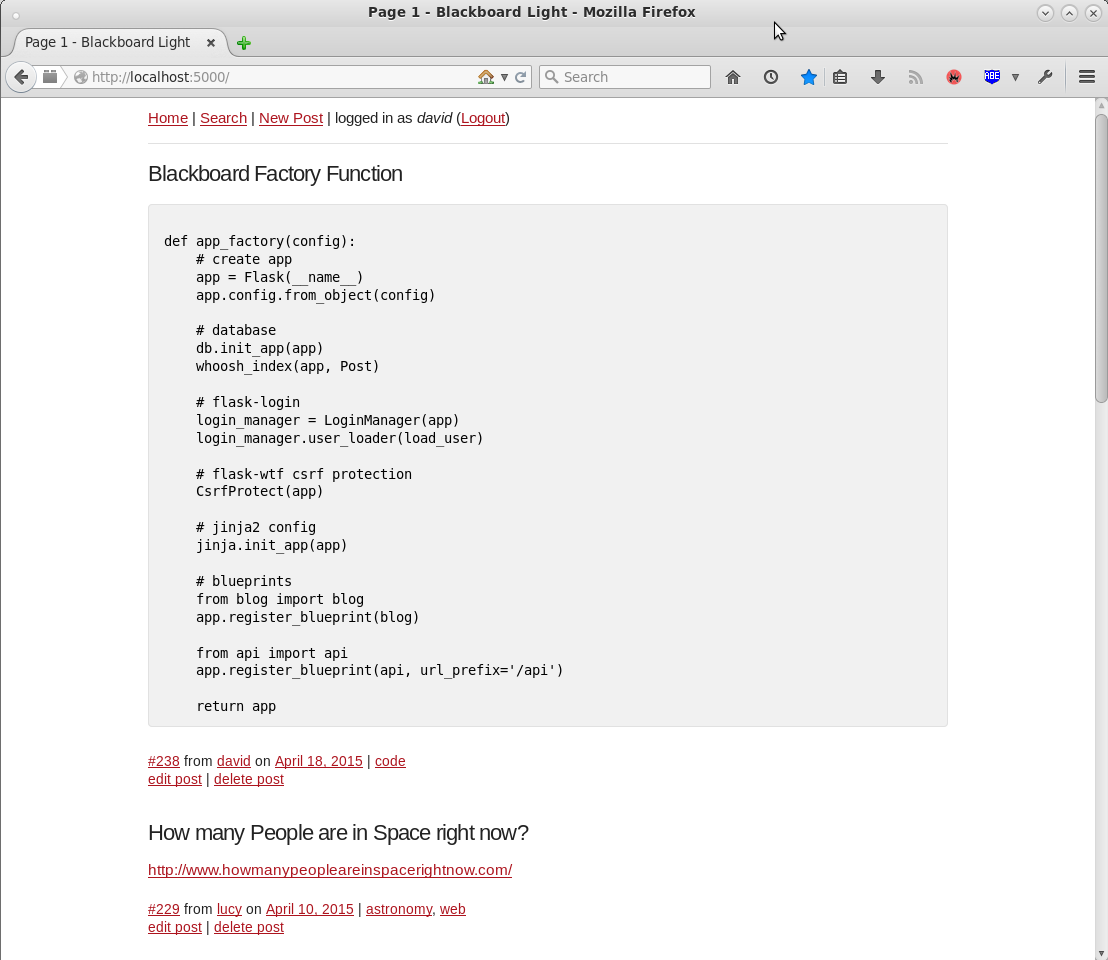 Page 1 - Blackboard Light - Mozilla Firefox
Page 1 - Blackboard Light
http://localhost:5000/
Search
ABE
Home | Search | New Post | logged in as david (Logout)
Blackboard Factory Function
def app_factory(config):
    # create app
    app = Flask(__name__)
    app.config.from_object(config)
    # database
    db.init_app(app)
    whoosh_index(app, Post)
    # flask-login
    login_manager = LoginManager(app)
    login_manager.user_loader(load_user)
    # flask-wtf csrf protection
    CsrfProtect(app)
    # jinja2 config
    jinja.init_app(app)
    # blueprints
    from blog import blog
    app.register_blueprint(blog)
    from api import api
    app.register_blueprint(api, url_prefix='/api')
    return app
#238 from david on April 18, 2015 | code
edit post | delete post
How many People are in Space right now?
http://www.howmanypeopleareinspacerightnow.com/
#229 from lucy on April 10, 2015 | astronomy, web
edit post | delete post